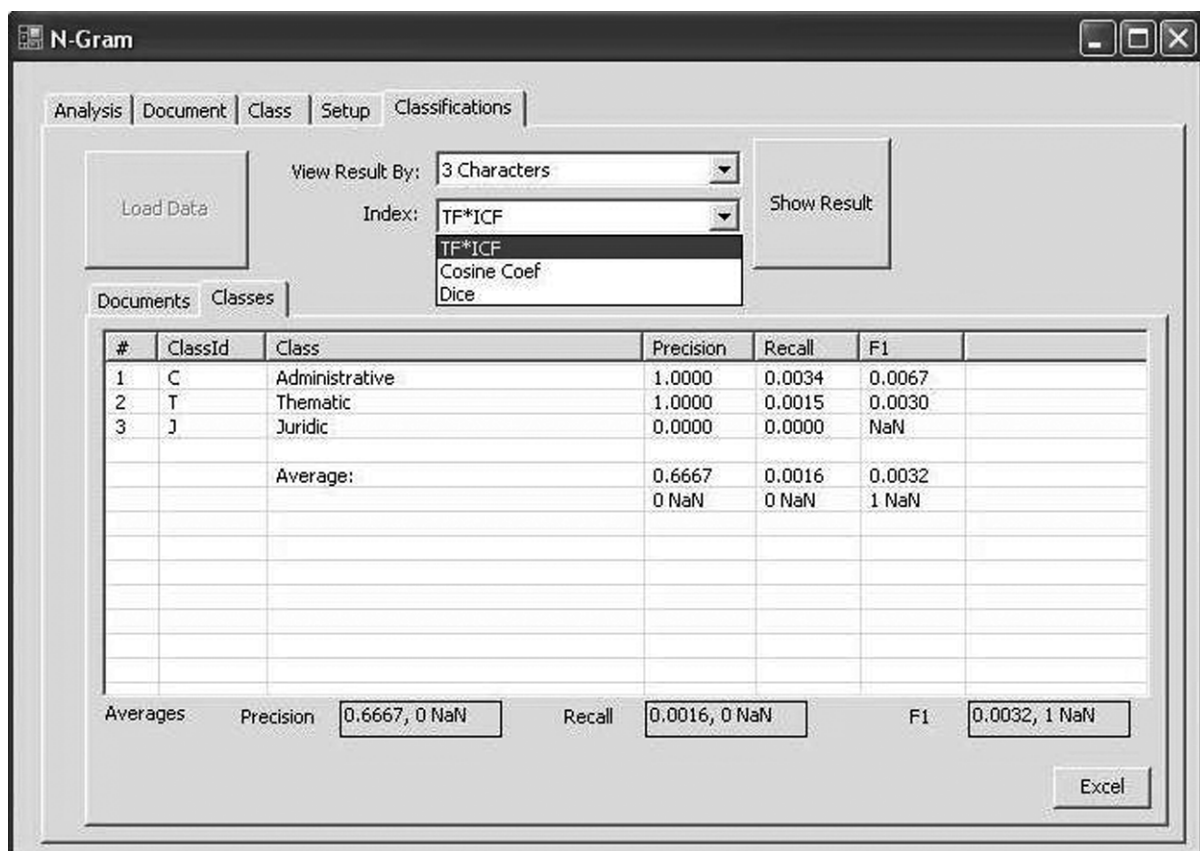 N-Gram
Analysis Document Class Setup Classifications
Load Data
View Result By: 3 Characters
Show Result
Index: TF*ICF
TF*ICF
Cosine Coef
Dice
Documents Classes
# ClassId Class Precision Recall F1
1 C Administrative 1.0000 0.0034 0.0067
2 T Thematic 1.0000 0.0015 0.0030
3 J Juridic 0.0000 0.0000 NaN
Average: 0.6667 0.0016 0.0032
0 NaN 0 NaN 1 NaN
Averages Precision 0.6667, 0 NaN Recall 0.0016, 0 NaN F1 0.0032, 1 NaN
Excel